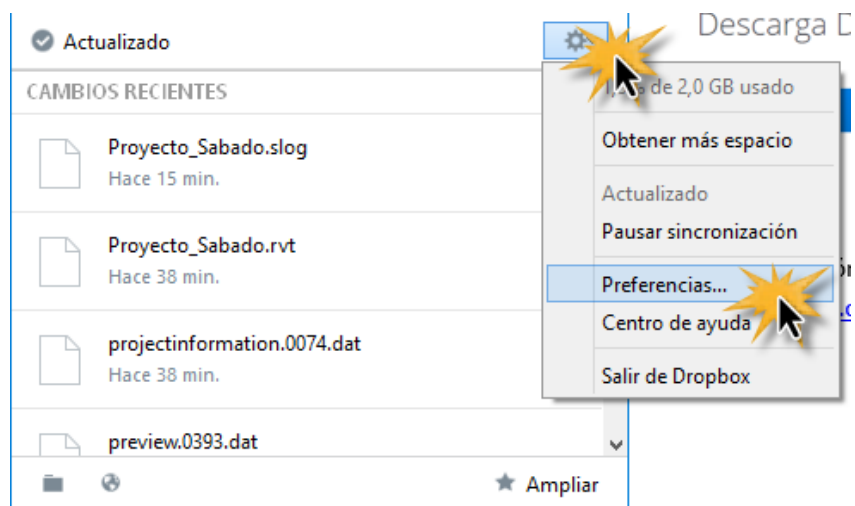 Actualizado
Descarga D
CAMBIOS RECIENTES
de 2,0 GB usado
Proyecto_Sabado.slog
Hace 15 min.
Obtener más espacio
Actualizado
Pausar sincronización
Proyecto_Sabado.rvt
Hace 38 min.
Preferencias...
Centro de ayuda
projectinformation.0074.dat
Hace 38 min.
Salir de Dropbox
preview.0393.dat
Ampliar